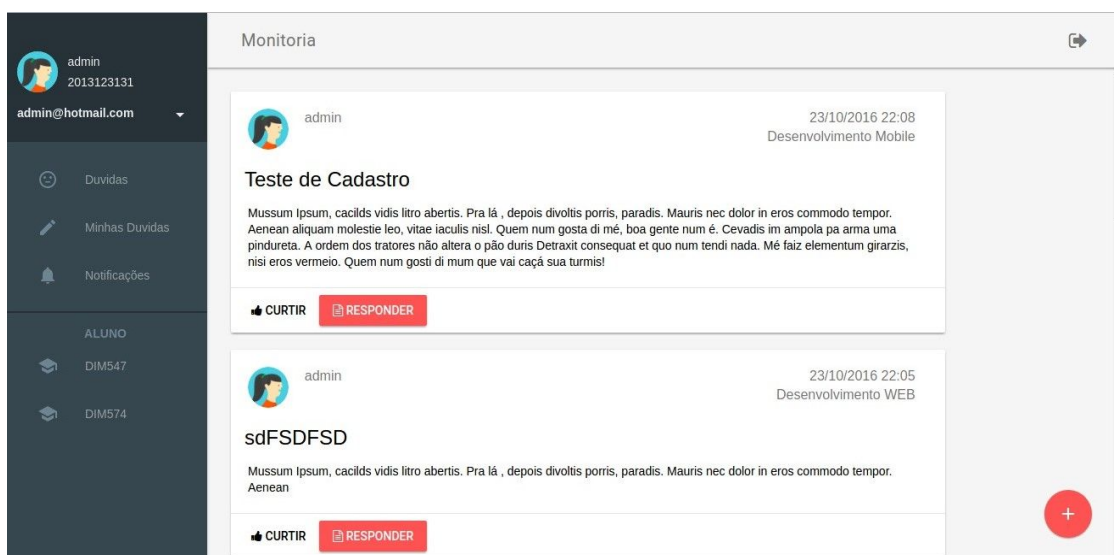 admin
2013123131
admin@hotmail.com
Duvidas
Minhas Duvidas
Notificações
ALUNO
DIM547
DIM574
Monitoria
admin
23/10/2016 22:08
Desenvolvimento Mobile
Teste de Cadastro
Mussum Ipsum, cacilds vidis litro abertis. Pra lá , depois divoltis porris, paradis. Mauris nec dolor in eros commodo tempor.
Aenean aliquam molestie leo, vitae iaculis nisl. Quem num gosta di mé, boa gente num é. Cevadis im ampola pa arma uma
pindureta. A ordem dos tratores não altera o pão duris Detraxit consequat et quo num tendi nada. Mé faiz elementum girarzis,
nisi eros vermeio. Quem num gosti di mum que vai caçá sua turmis!
CURTIR
RESPONDER
admin
23/10/2016 22:05
Desenvolvimento WEB
sdFSDFSD
Mussum Ipsum, cacilds vidis litro abertis. Pra lá , depois divoltis porris, paradis. Mauris nec dolor in eros commodo tempor.
Aenean
CURTIR
RESPONDER
+